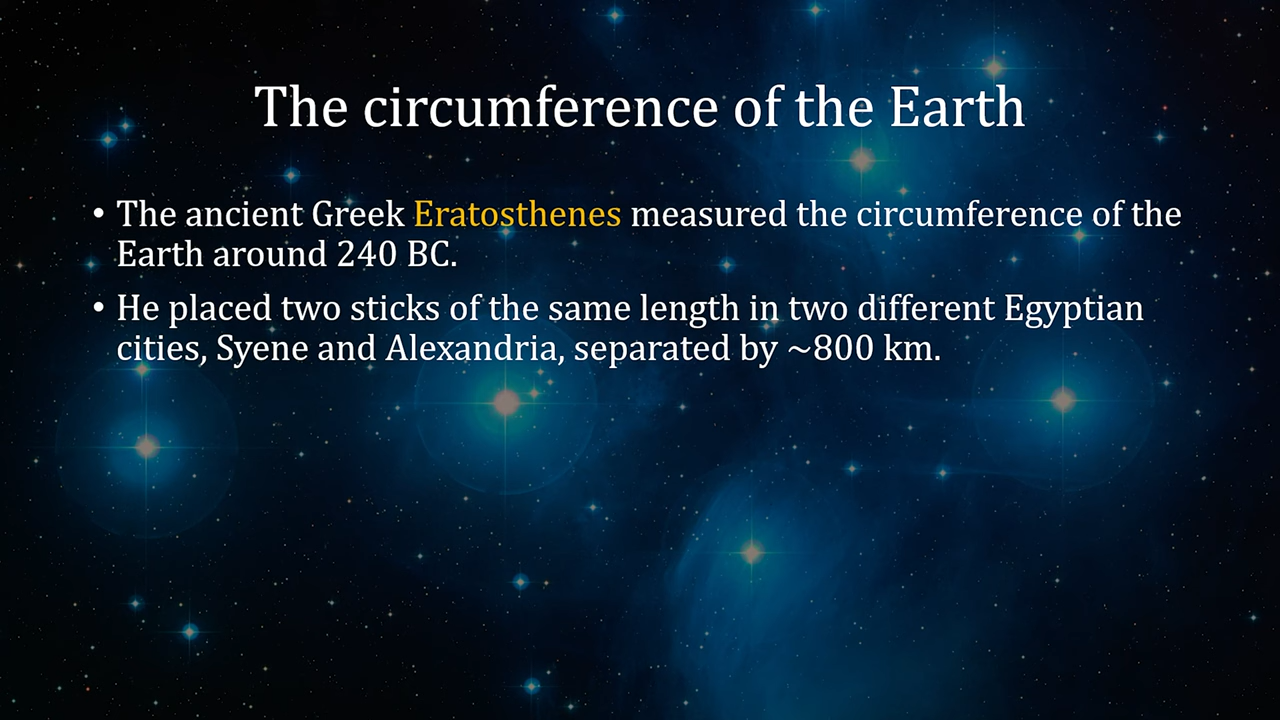 The circumference of the Earth
• The ancient Greek Eratosthenes measured the circumference of the
Earth around 240 BC.
• He placed two sticks of the same length in two different Egyptian
cities, Syene and Alexandria, separated by ~800 km.